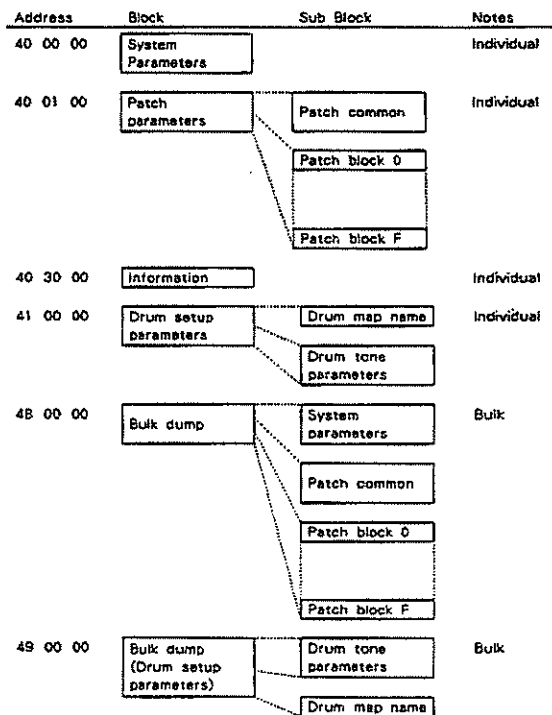 Address Block Sub Block Notes
40 00 00 System Parameters Individual
40 01 00 Patch parameters Patch common Individual
Patch block 0
Patch block F
40 30 00 Information Individual
41 00 00 Drum setup parameters Drum map name Individual
Drum tone parameters
48 00 00 Bulk dump System parameters Bulk
Patch common
Patch block 0
Patch block F
49 00 00 Bulk dump (Drum setup parameters) Drum tone parameters Bulk
Drum map name